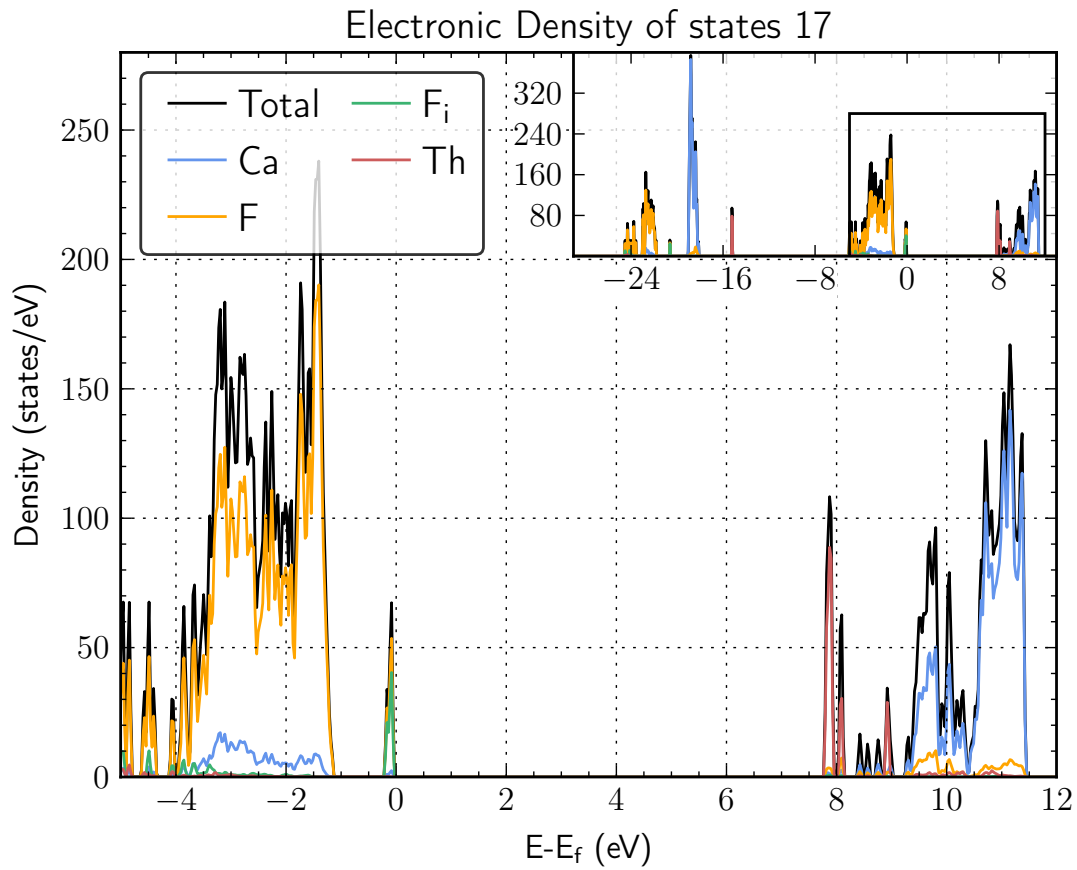 Electronic Density of states 17
Total
Ca
F
F_i
Th
320
240
160
80
−24 −16 −8 0 8
250
200
150
100
50
0
Density (states/eV)
−4 −2 0 2 4 6 8 10 12
E-E_f (eV)